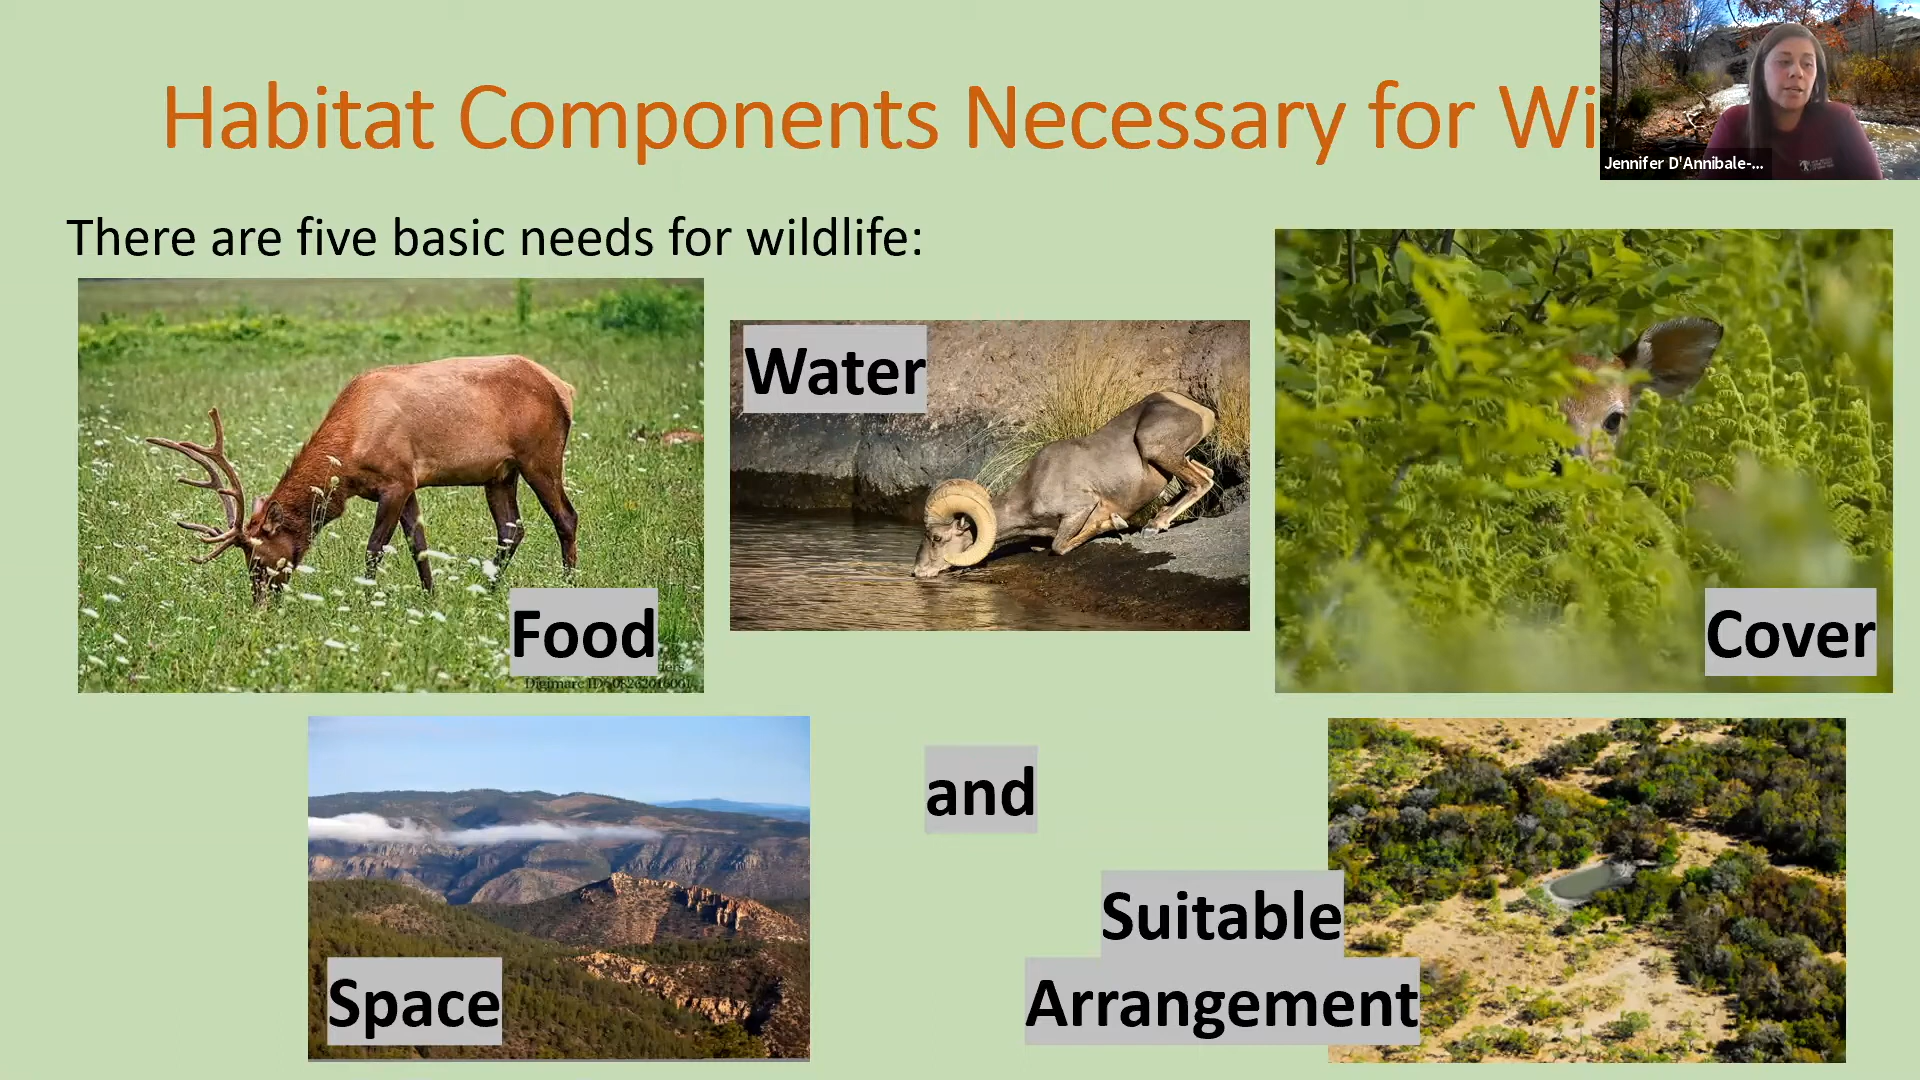 Habitat Components Necessary for Wi
Jennifer D'Annibale-...
There are five basic needs for wildlife:
Water
Food
Cover
and
Suitable
Arrangement
Space